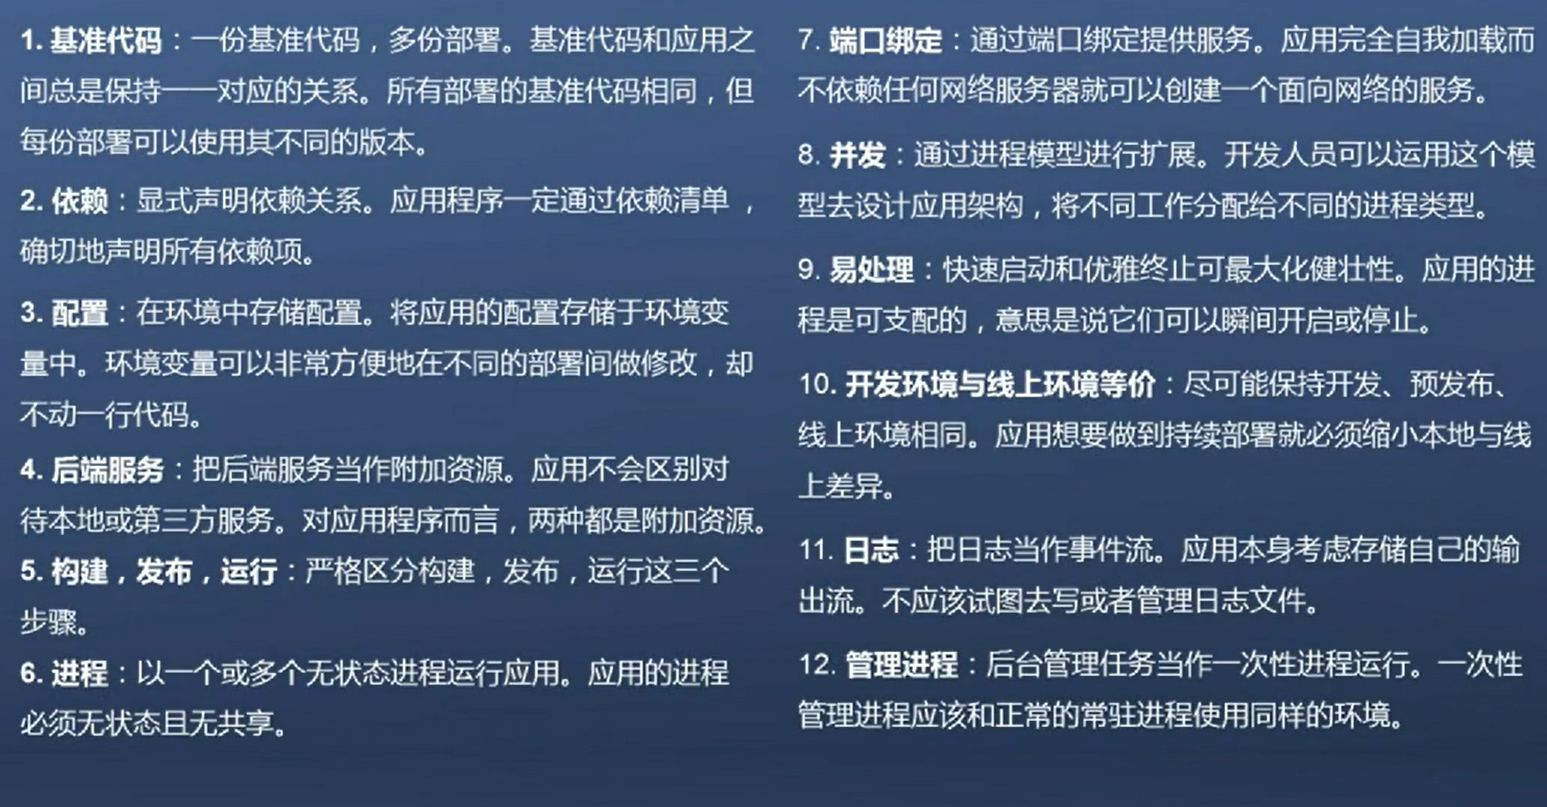 1. 基准代码：一份基准代码，多份部署。基准代码和应用之
间总是保持一一对应的关系。所有部署的基准代码相同，但
每份部署可以使用其不同的版本。
2. 依赖：显式声明依赖关系。应用程序一定通过依赖清单，
确切地声明所有依赖项。
3. 配置：在环境中存储配置。将应用的配置存储于环境变
量中。环境变量可以非常方便地在不同的部署间做修改，却
不动一行代码。
4. 后端服务：把后端服务当作附加资源。应用不会区别对
待本地或第三方服务。对应用程序而言，两种都是附加资源。
5. 构建，发布，运行：严格区分构建，发布，运行这三个
步骤。
6. 进程：以一个或多个无状态进程运行应用。应用的进程
必须无状态且无共享。
7. 端口绑定：通过端口绑定提供服务。应用完全自我加载而
不依赖任何网络服务器就可以创建一个面向网络的服务。
8. 并发：通过进程模型进行扩展。开发人员可以运用这个模
型去设计应用架构，将不同工作分配给不同的进程类型。
9. 易处理：快速启动和优雅终止可最大化健壮性。应用的进
程是可支配的，意思是说它们可以瞬间开启或停止。
10. 开发环境与线上环境等价：尽可能保持开发、预发布、
线上环境相同。应用想要做到持续部署就必须缩小本地与线
上差异。
11. 日志：把日志当作事件流。应用本身考虑存储自己的输
出流。不应该试图去写或者管理日志文件。
12. 管理进程：后台管理任务当作一次性进程运行。一次性
管理进程应该和正常的常驻进程使用同样的环境。